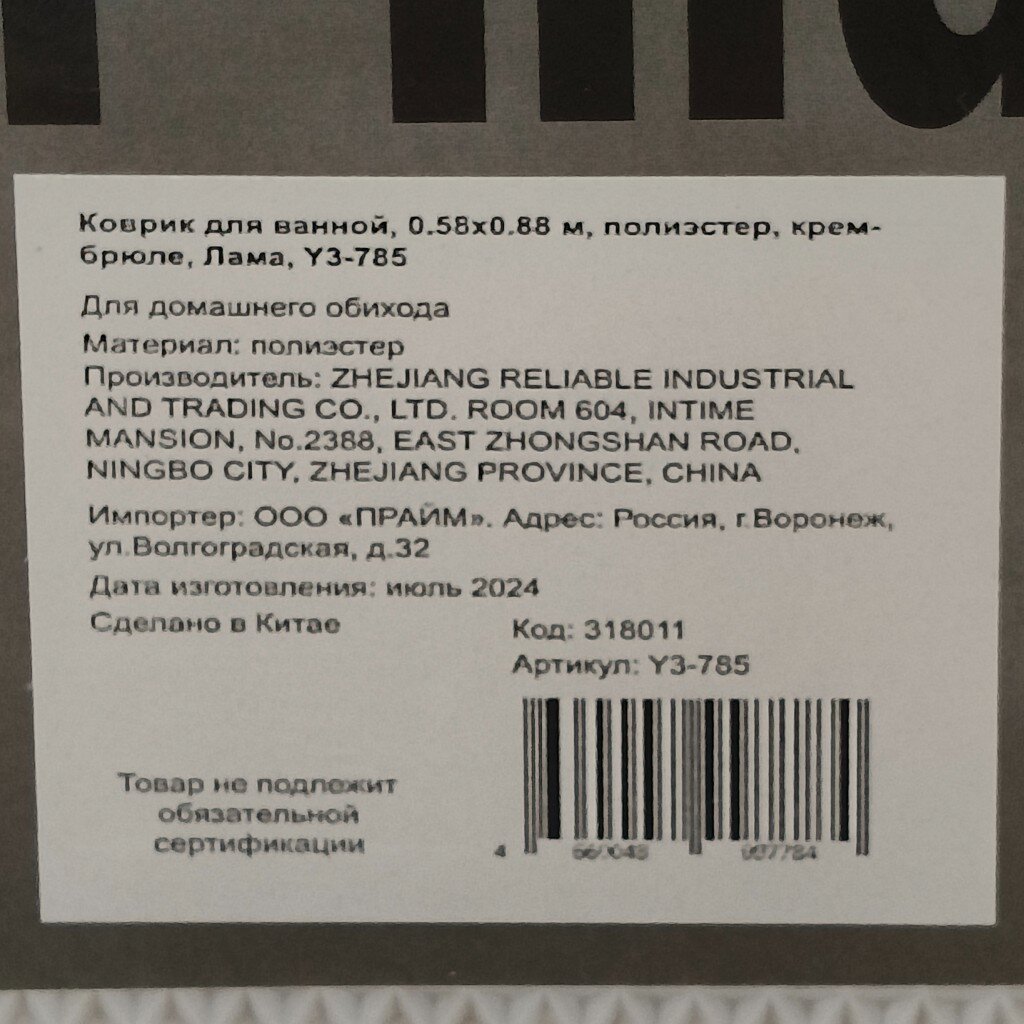 Коврик для ванной, 0.58х0.88 м, полиэстер, крем-
брюле, Лама, Y3-785
Для домашнего обихода
Материал: полиэстер
Производитель: ZHEJIANG RELIABLE INDUSTRIAL
AND TRADING CO., LTD. ROOM 604, INTIME
MANSION, No.2388, EAST ZHONGSHAN ROAD,
NINGBO CITY, ZHEJIANG PROVINCE, CHINA
Импортер: ООО «ПРАЙМ». Адрес: Россия, г.Воронеж,
ул.Волгоградская, д.32
Дата изготовления: июль 2024
Сделано в Китае
Код: 318011
Артикул: Y3-785
Товар не подлежит
обязательной
сертификации
4